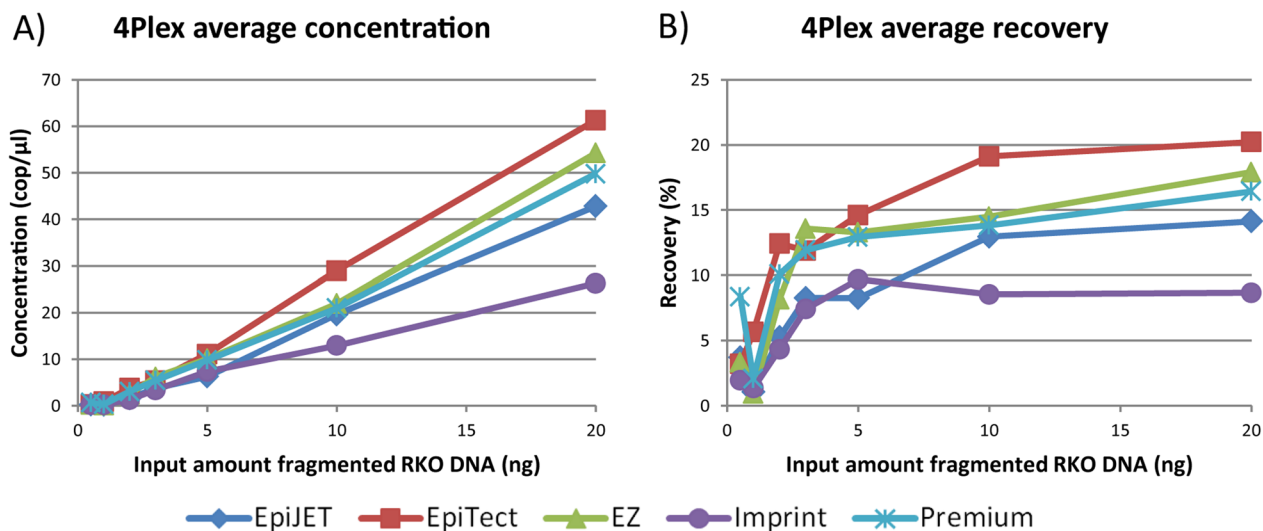 A) 4Plex average concentration
70
60
50
40
30
20
10
0
Concentration (cop/µl)
0 5 10 15 20
Input amount fragmented RKO DNA (ng)
B) 4Plex average recovery
25
20
15
10
5
0
Recovery (%)
0 5 10 15 20
Input amount fragmented RKO DNA (ng)
EpiJET EpiTect EZ Imprint Premium